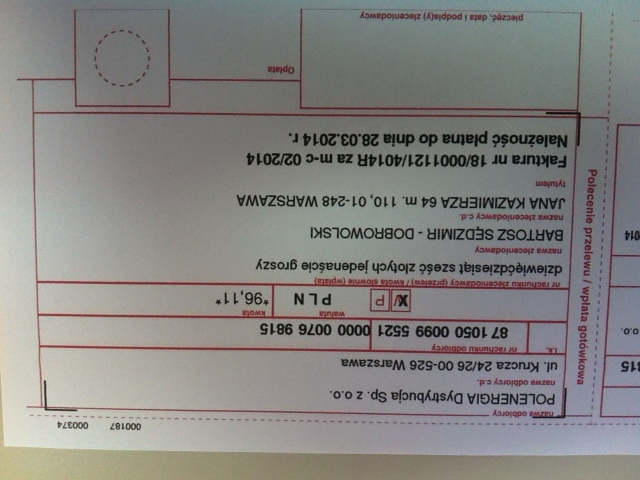 000187 000374
nazwa odbiorcy
POLENERGIA Dystrybucja Sp. z o.o.
nazwa odbiorcy c.d.
ul. Krucza 24/26 00-526 Warszawa
l.k. nr rachunku odbiorcy
87 1050 0099 5521 0000 0076 9815
waluta kwota
X P PLN *96,11*
nr rachunku zleceniodawcy (przelew) / kwota słownie (wpłata)
dziewięćdziesiąt sześć złotych jedenaście groszy
nazwa zleceniodawcy
BARTOSZ SĘDZIMIR - DOBROWOLSKI
nazwa zleceniodawcy c.d.
JANA KAZIMIERZA 64 m. 110, 01-248 WARSZAWA
tytułem
Faktura nr 18/0001121/4014R za m-c 02/2014
Należność płatna do dnia 28.03.2014 r.
pieczęć, data i podpis(y) zleceniodawcy
Opłata
Polecenie przelewu / wpłata gotówkowa
o.o.
815
014